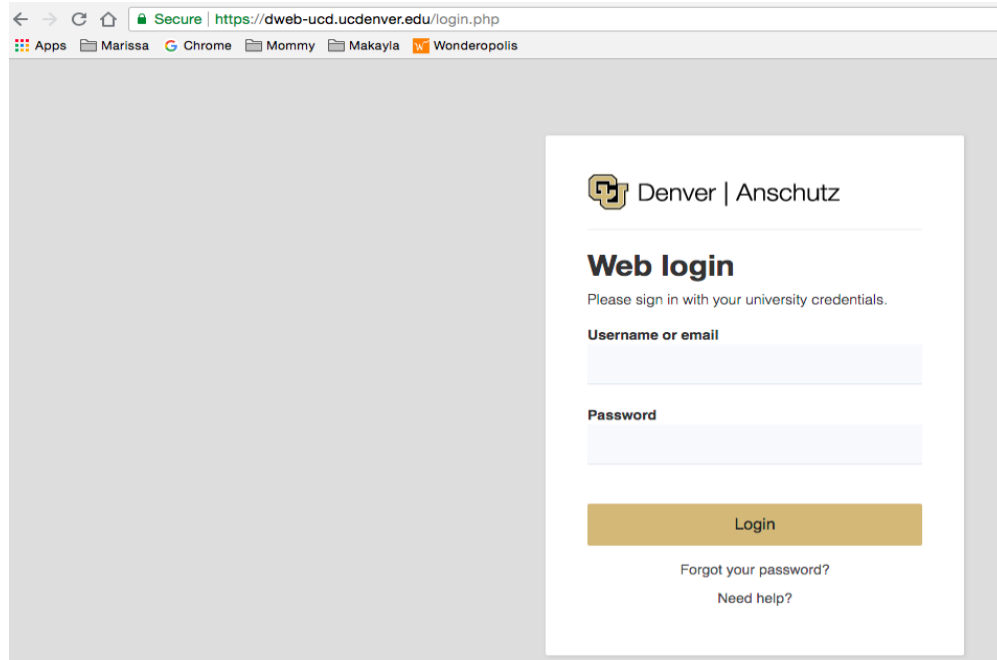 Secure | https://dweb-ucd.ucdenver.edu/login.php
Apps Marissa G Chrome Mommy Makayla W Wonderopolis
CU Denver | Anschutz
Web login
Please sign in with your university credentials.
Username or email
Password
Login
Forgot your password?
Need help?